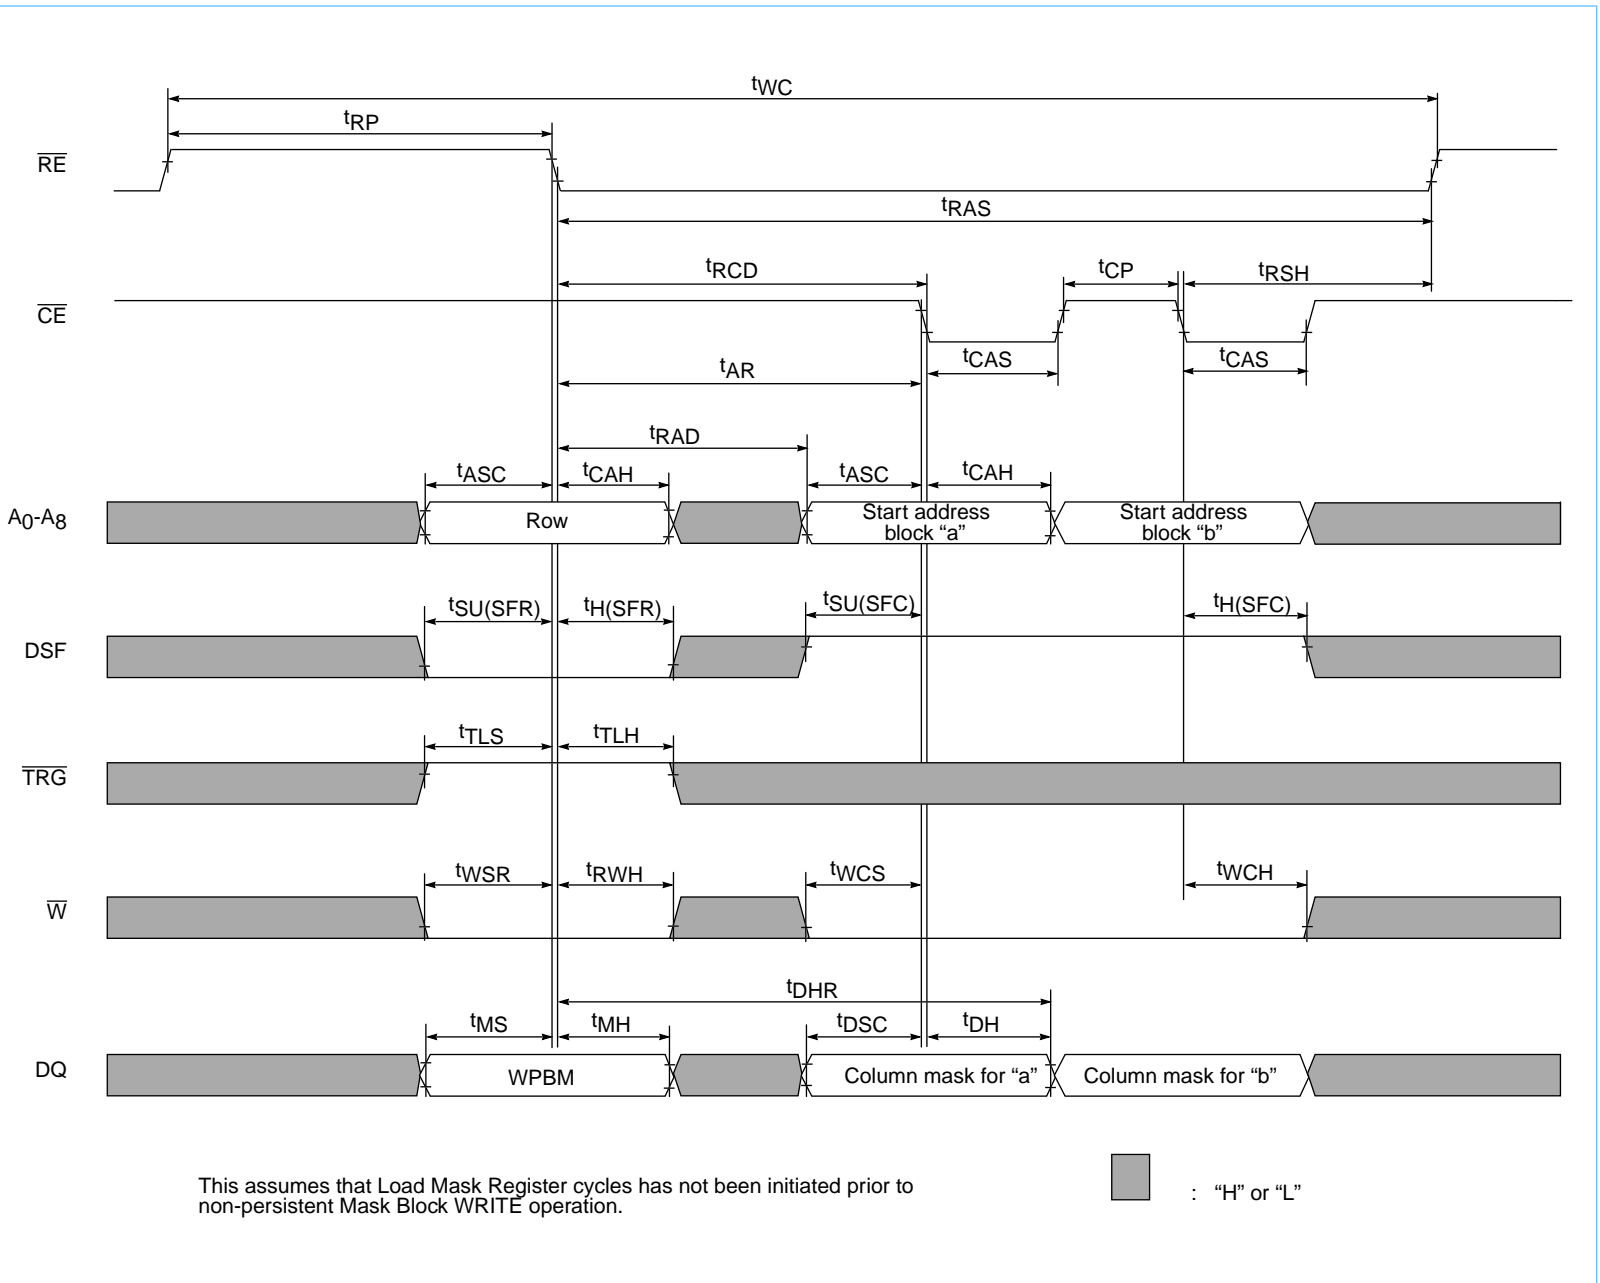 tWC
tRP
RE
tRAS
tRCD
tCP
tRSH
CE
tCAS
tCAS
tAR
tRAD
tASC
tCAH
tASC
tCAH
A0-A8
Row
Start address
block “a”
Start address
block “b”
tSU(SFR)
tH(SFR)
tSU(SFC)
tH(SFC)
DSF
tTLS
tTLH
TRG
tWSR
tRWH
tWCS
tWCH
W
tDHR
tMS
tMH
tDSC
tDH
DQ
WPBM
Column mask for “a”
Column mask for “b”
This assumes that Load Mask Register cycles has not been initiated prior to
non-persistent Mask Block WRITE operation.
: “H” or “L”